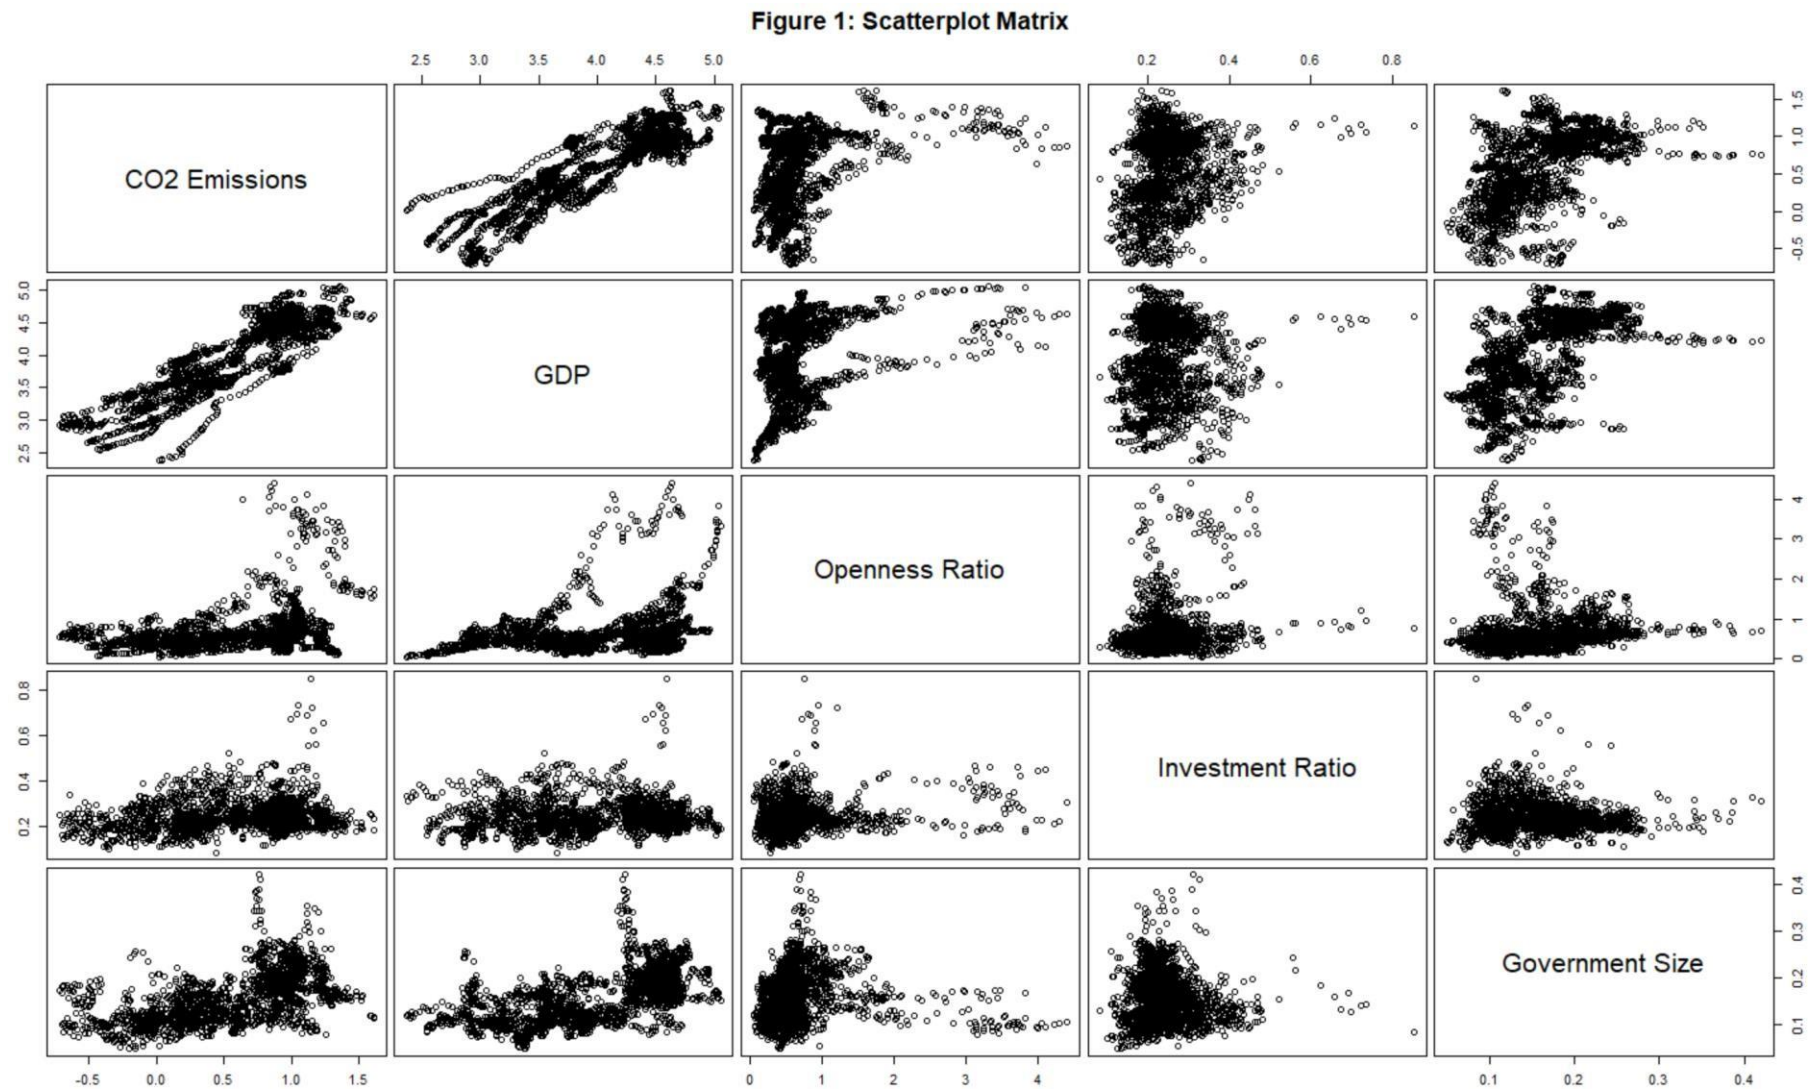 Figure 1: Scatterplot Matrix
2.5 3.0 3.5 4.0 4.5 5.0
0.2 0.4 0.6 0.8
CO2 Emissions
-0.5 0.0 0.5 1.0 1.5
2.5 3.0 3.5 4.0 4.5 5.0
GDP
Openness Ratio
0 1 2 3 4
0.2 0.4 0.6 0.8
Investment Ratio
Government Size
0.1 0.2 0.3 0.4
-0.5 0.0 0.5 1.0 1.5
0 1 2 3 4
0.1 0.2 0.3 0.4